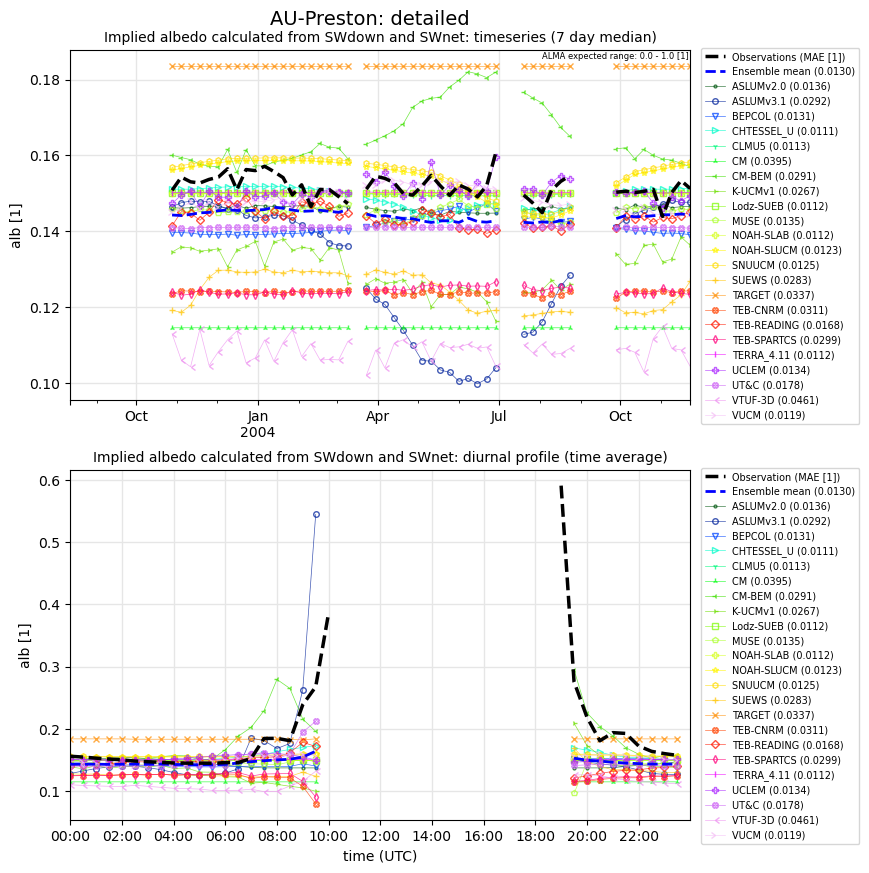 AU-Preston: detailed
Implied albedo calculated from SWdown and SWnet: timeseries (7 day median)
ALMA expected range: 0.0 - 1.0 [1]
alb [1]
0.18
0.16
0.14
0.12
0.10
Oct
Jan
2004
Apr
Jul
Oct
Observations (MAE [1])
Ensemble mean (0.0130)
ASLUMv2.0 (0.0136)
ASLUMv3.1 (0.0292)
BEPCOL (0.0131)
CHTESSEL_U (0.0111)
CLMU5 (0.0113)
CM (0.0395)
CM-BEM (0.0291)
K-UCMv1 (0.0267)
Lodz-SUEB (0.0112)
MUSE (0.0135)
NOAH-SLAB (0.0112)
NOAH-SLUCM (0.0123)
SNUUCM (0.0125)
SUEWS (0.0283)
TARGET (0.0337)
TEB-CNRM (0.0311)
TEB-READING (0.0168)
TEB-SPARTCS (0.0299)
TERRA_4.11 (0.0112)
UCLEM (0.0134)
UT&C (0.0178)
VTUF-3D (0.0461)
VUCM (0.0119)
Implied albedo calculated from SWdown and SWnet: diurnal profile (time average)
alb [1]
0.6
0.5
0.4
0.3
0.2
0.1
00:00
02:00
04:00
06:00
08:00
10:00
12:00
14:00
16:00
18:00
20:00
22:00
time (UTC)
Observation (MAE [1])
Ensemble mean (0.0130)
ASLUMv2.0 (0.0136)
ASLUMv3.1 (0.0292)
BEPCOL (0.0131)
CHTESSEL_U (0.0111)
CLMU5 (0.0113)
CM (0.0395)
CM-BEM (0.0291)
K-UCMv1 (0.0267)
Lodz-SUEB (0.0112)
MUSE (0.0135)
NOAH-SLAB (0.0112)
NOAH-SLUCM (0.0123)
SNUUCM (0.0125)
SUEWS (0.0283)
TARGET (0.0337)
TEB-CNRM (0.0311)
TEB-READING (0.0168)
TEB-SPARTCS (0.0299)
TERRA_4.11 (0.0112)
UCLEM (0.0134)
UT&C (0.0178)
VTUF-3D (0.0461)
VUCM (0.0119)